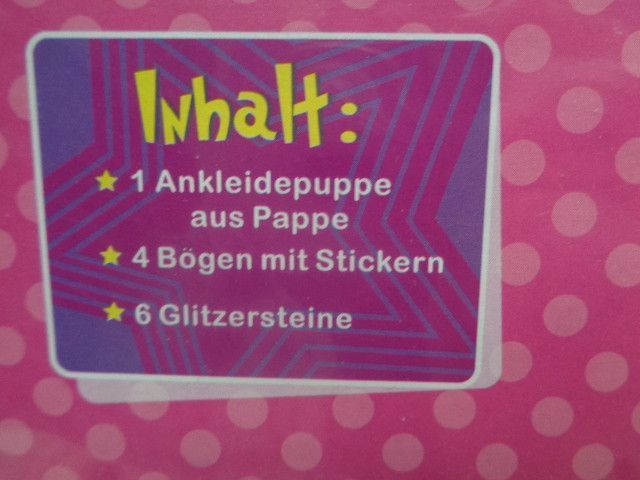 Inhalt:
1 Ankleidepuppe
aus Pappe
4 Bögen mit Stickern
6 Glitzersteine